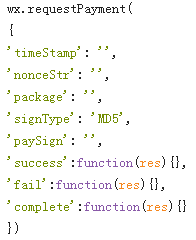 wx.requestPayment(
{
'timeStamp': '',
'nonceStr': '',
'package': '',
'signType': 'MD5',
'paySign': '',
'success':function(res){},
'fail':function(res){},
'complete':function(res){}
})